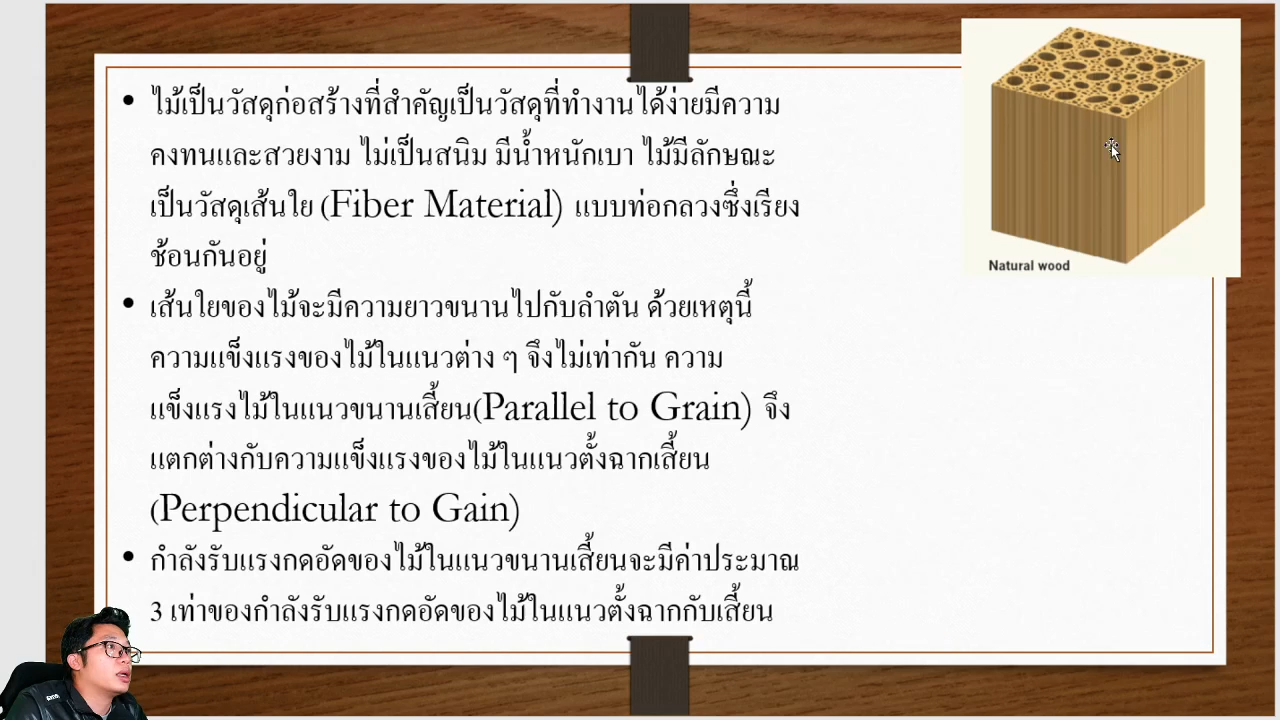 ไม้เป็นวัสดุก่อสร้างที่สำคัญเป็นวัสดุที่ทำงานได้ง่ายมีความ
คงทนและสวยงาม ไม่เป็นสนิม มีน้ำหนักเบา ไม้มีลักษณะ
เป็นวัสดุเส้นใย (Fiber Material) แบบท่อกลวงซึ่งเรียง
ช้อนกันอยู่
เส้นใยของไม้จะมีความยาวขนานไปกับลำตัน ด้วยเหตุนี้
ความแข็งแรงของไม้ในแนวต่าง ๆ จึงไม่เท่ากัน ความ
แข็งแรงไม้ในแนวขนานเสี้ยน(Parallel to Grain) จึง
แตกต่างกับความแข็งแรงของไม้ในแนวตั้งฉากเสี้ยน
(Perpendicular to Gain)
กำลังรับแรงกดอัดของไม้ในแนวขนานเสี้ยนจะมีค่าประมาณ
3 เท่าของกำลังรับแรงกดอัดของไม้ในแนวตั้งฉากกับเสี้ยน
Natural wood